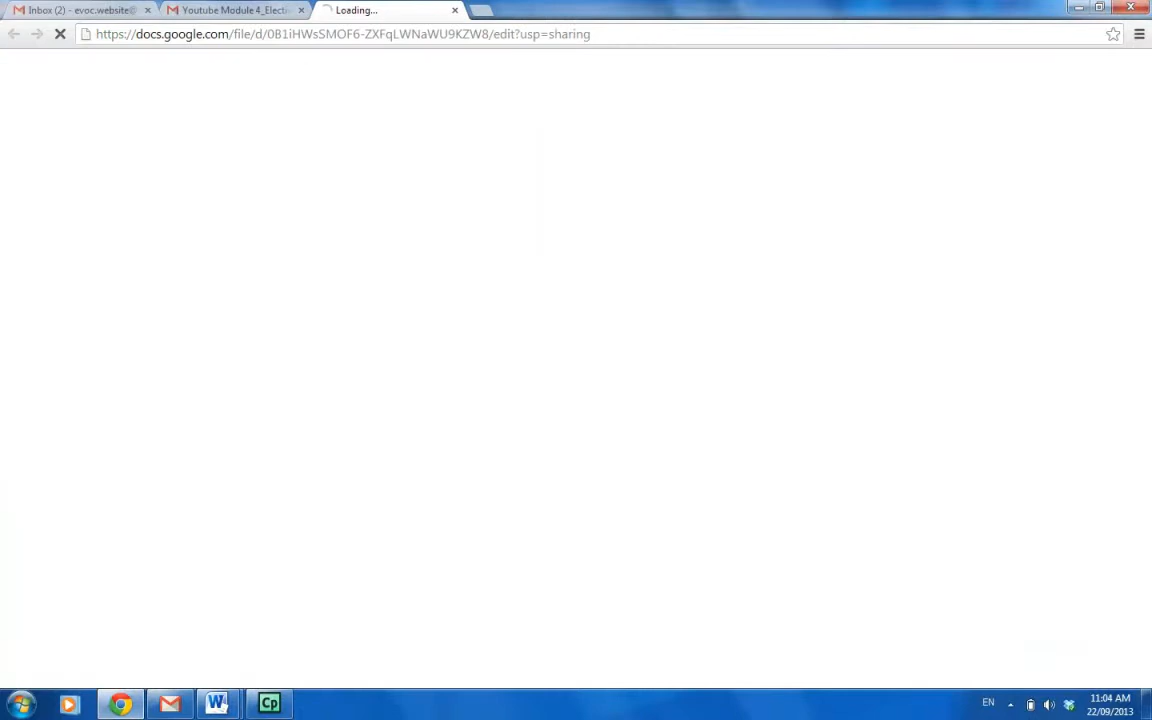 Inbox (2) - evoc.website@ Youtube Module 4_Electi Loading...
https://docs.google.com/file/d/0B1iHWsSMOF6-ZXFqLWNaWU9KZW8/edit?usp=sharing
EN 11:04 AM
22/09/2013
W
Cp